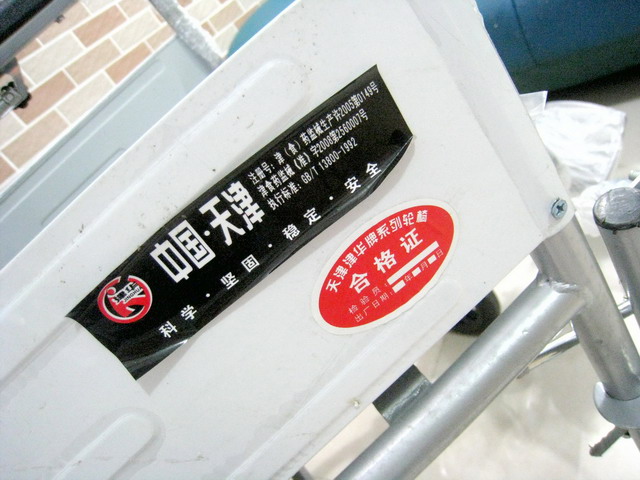 中国·天津
注册号:津(食)药监械生产许2005第0149号
津食药监械(准)字2008第2560007号
执行标准:GB/T 13800-1992
科学·坚固·稳定·安全
天津津华牌系列轮椅
合格证
检验员
出厂日期: 年 月 日